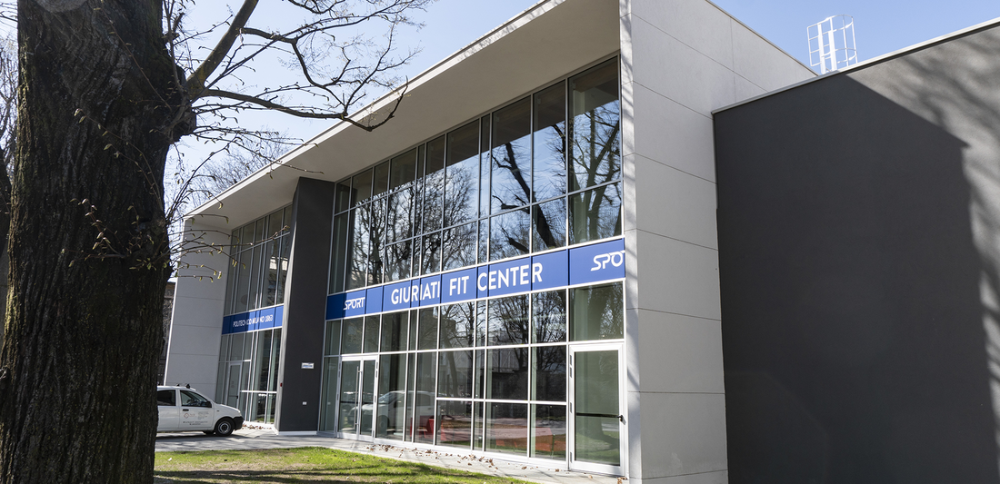 SPORT GIURIATI FIT CENTER SPO
POLITECNICO MILANO 1863